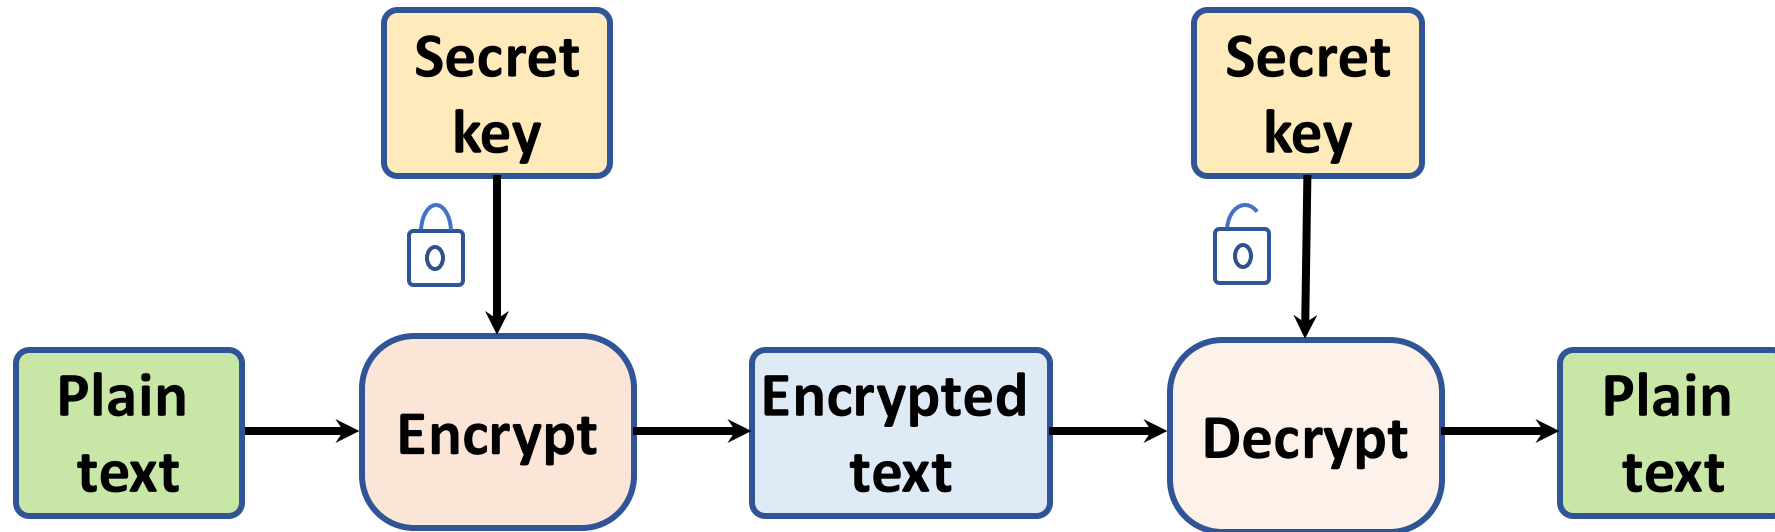 Secret
key
Secret
key
Plain
text
Encrypt
Encrypted
text
Decrypt
Plain
text